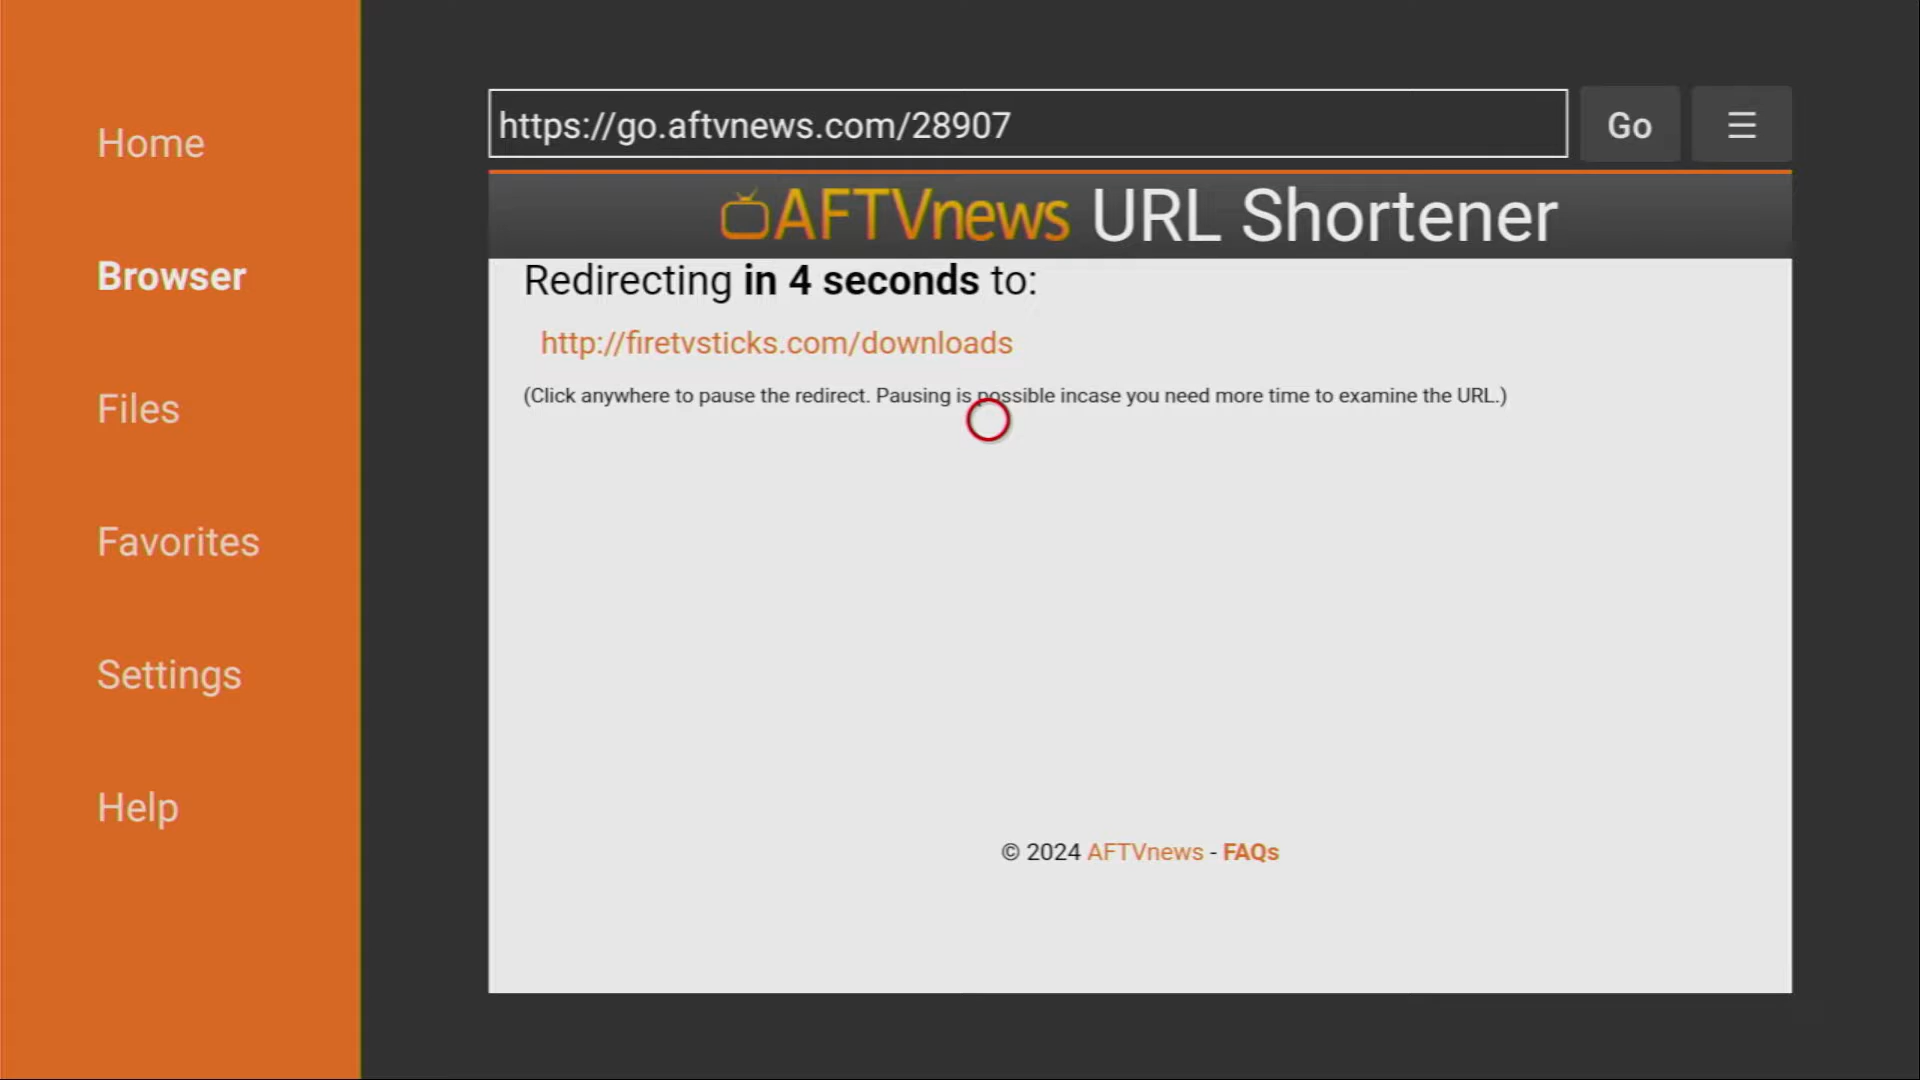 Home
Browser
Files
Favorites
Settings
Help
https://go.aftvnews.com/28907
Go
AFTVnews URL Shortener
Redirecting in 4 seconds to:
http://firetvsticks.com/downloads
(Click anywhere to pause the redirect. Pausing is possible incase you need more time to examine the URL.)
© 2024 AFTVnews - FAQs